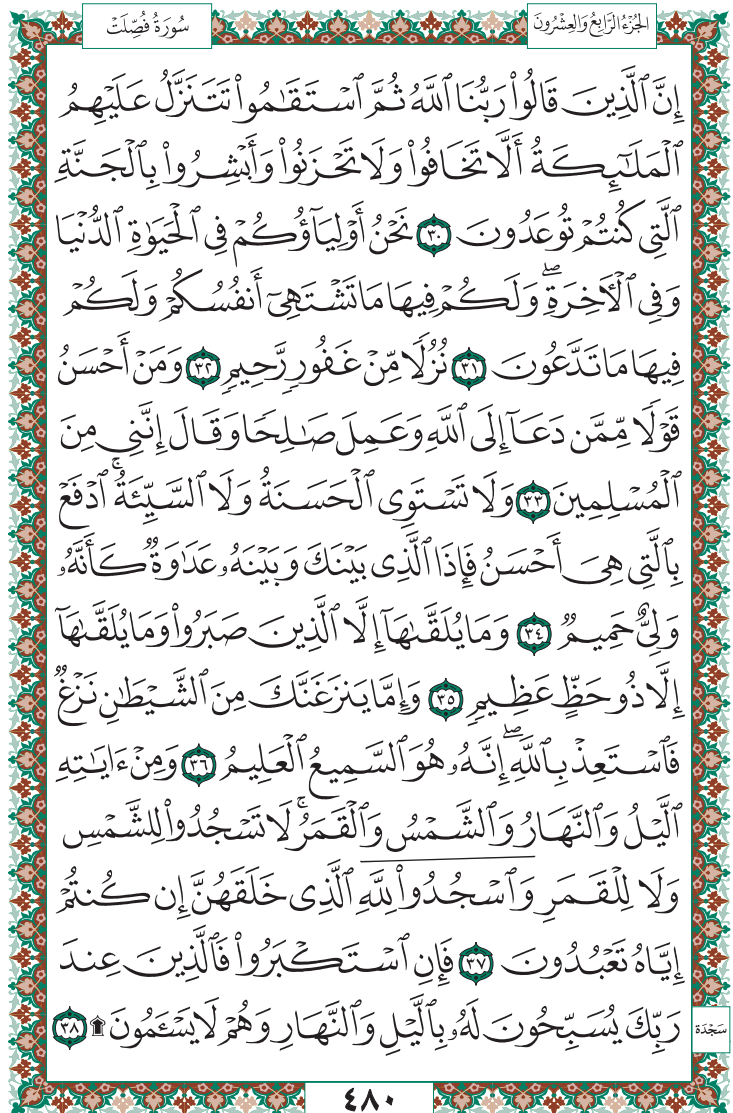 الجُزْءُ الرَّابِعُ وَالعِشْرُونَ
سُورَةُ فُصِّلَتْ
إِنَّ ٱلَّذِينَ قَالُواْ رَبُّنَا ٱللَّهُ ثُمَّ ٱسْتَقَٰمُواْ تَتَنَزَّلُ عَلَيْهِمُ
ٱلْمَلَٰٓئِكَةُ أَلَّا تَخَافُواْ وَلَا تَحْزَنُواْ وَأَبْشِرُواْ بِٱلْجَنَّةِ
ٱلَّتِي كُنتُمْ تُوعَدُونَ ٣٠ نَحْنُ أَوْلِيَآؤُكُمْ فِي ٱلْحَيَوٰةِ ٱلدُّنْيَا
وَفِي ٱلْأَخِرَةِۖ وَلَكُمْ فِيهَا مَا تَشْتَهِيٓ أَنفُسُكُمْ وَلَكُمْ
فِيهَا مَا تَدَّعُونَ ٣١ نُزُلًا مِّنْ غَفُورٍ رَّحِيمٍ ٣٢ وَمَنْ أَحْسَنُ
قَوْلًا مِّمَّن دَعَآ إِلَى ٱللَّهِ وَعَمِلَ صَٰلِحًا وَقَالَ إِنَّنِي مِنَ
ٱلْمُسْلِمِينَ ٣٣ وَلَا تَسْتَوِي ٱلْحَسَنَةُ وَلَا ٱلسَّيِّئَةُۚ ٱدْفَعْ
بِٱلَّتِي هِيَ أَحْسَنُ فَإِذَا ٱلَّذِي بَيْنَكَ وَبَيْنَهُۥ عَدَٰوَةٌ كَأَنَّهُۥ
وَلِيٌّ حَمِيمٌ ٣٤ وَمَا يُلَقَّىٰهَآ إِلَّا ٱلَّذِينَ صَبَرُواْ وَمَا يُلَقَّىٰهَآ
إِلَّا ذُو حَظٍّ عَظِيمٍ ٣٥ وَإِمَّا يَنزَغَنَّكَ مِنَ ٱلشَّيْطَٰنِ نَزْغٌ
فَٱسْتَعِذْ بِٱللَّهِۖ إِنَّهُۥ هُوَ ٱلسَّمِيعُ ٱلْعَلِيمُ ٣٦ وَمِنْ ءَايَٰتِهِ
ٱلَّيْلُ وَٱلنَّهَارُ وَٱلشَّمْسُ وَٱلْقَمَرُۚ لَا تَسْجُدُواْ لِلشَّمْسِ
وَلَا لِلْقَمَرِ وَٱسْجُدُواْ لِلَّهِ ٱلَّذِي خَلَقَهُنَّ إِن كُنتُمْ
إِيَّاهُ تَعْبُدُونَ ٣٧ فَإِنِ ٱسْتَكْبَرُواْ فَٱلَّذِينَ عِندَ
رَبِّكَ يُسَبِّحُونَ لَهُۥ بِٱلَّيْلِ وَٱلنَّهَارِ وَهُمْ لَا يَسْـَٔمُونَ ۩ ٣٨
سَجْدَة
٤٨٠